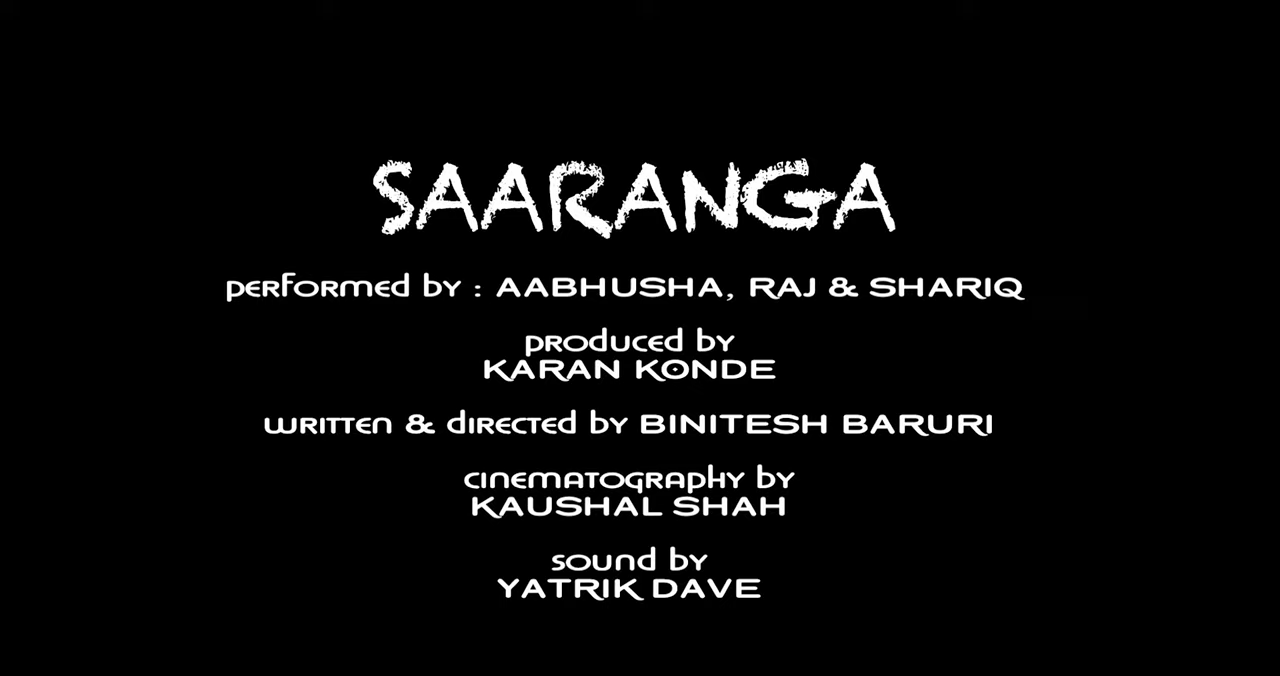 SAARANGA
performed by : AABHUSHA, RAJ & SHARIQ
produced by
KARAN KONDE
written & directed by BINITESH BARURI
cinematography by
KAUSHAL SHAH
sound by
YATRIK DAVE